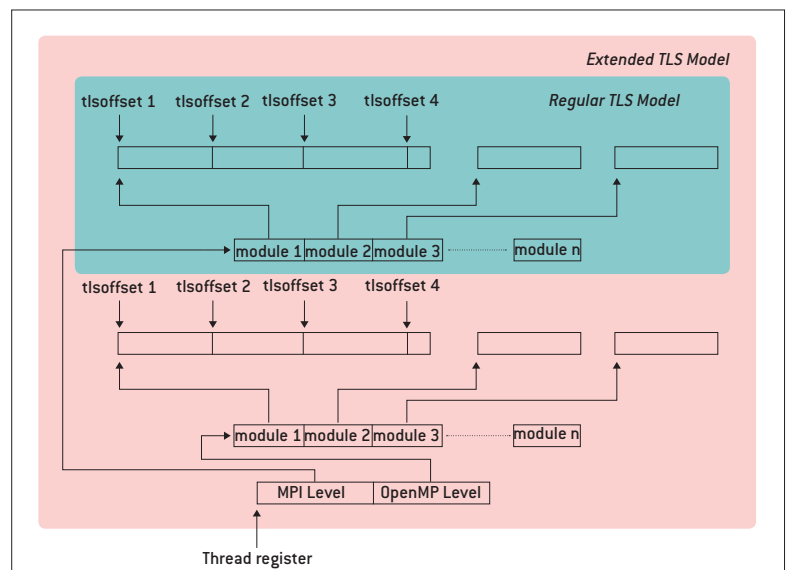 Extended TLS Model
Regular TLS Model
tlsoffset 1 tlsoffset 2 tlsoffset 3 tlsoffset 4
module 1 module 2 module 3 module n
tlsoffset 1 tlsoffset 2 tlsoffset 3 tlsoffset 4
module 1 module 2 module 3 module n
MPI Level OpenMP Level
Thread register